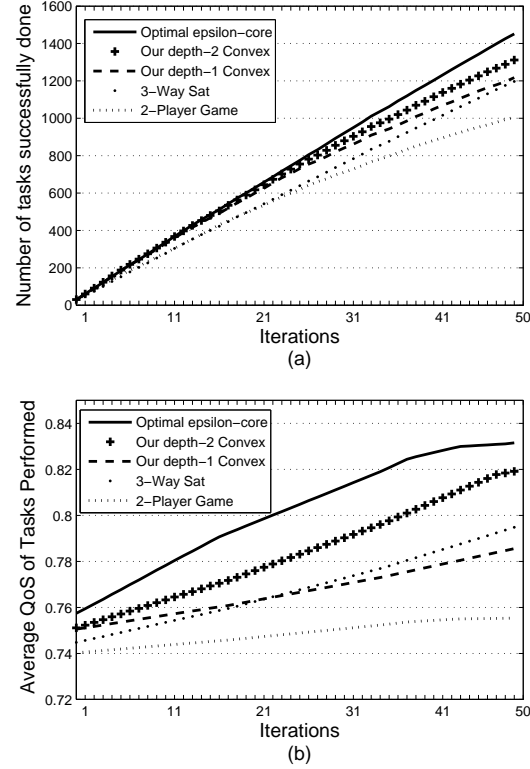 1600
1400
1200
1000
800
600
400
200
0
Number of tasks successfully done
Optimal epsilon−core
Our depth−2 Convex
Our depth−1 Convex
3−Way Sat
2−Player Game
1 11 21 31 41 50
Iterations
(a)
0.84
0.82
0.8
0.78
0.76
0.74
0.72
Average QoS of Tasks Performed
Optimal epsilon−core
Our depth−2 Convex
Our depth−1 Convex
3−Way Sat
2−Player Game
1 11 21 31 41 50
Iterations
(b)